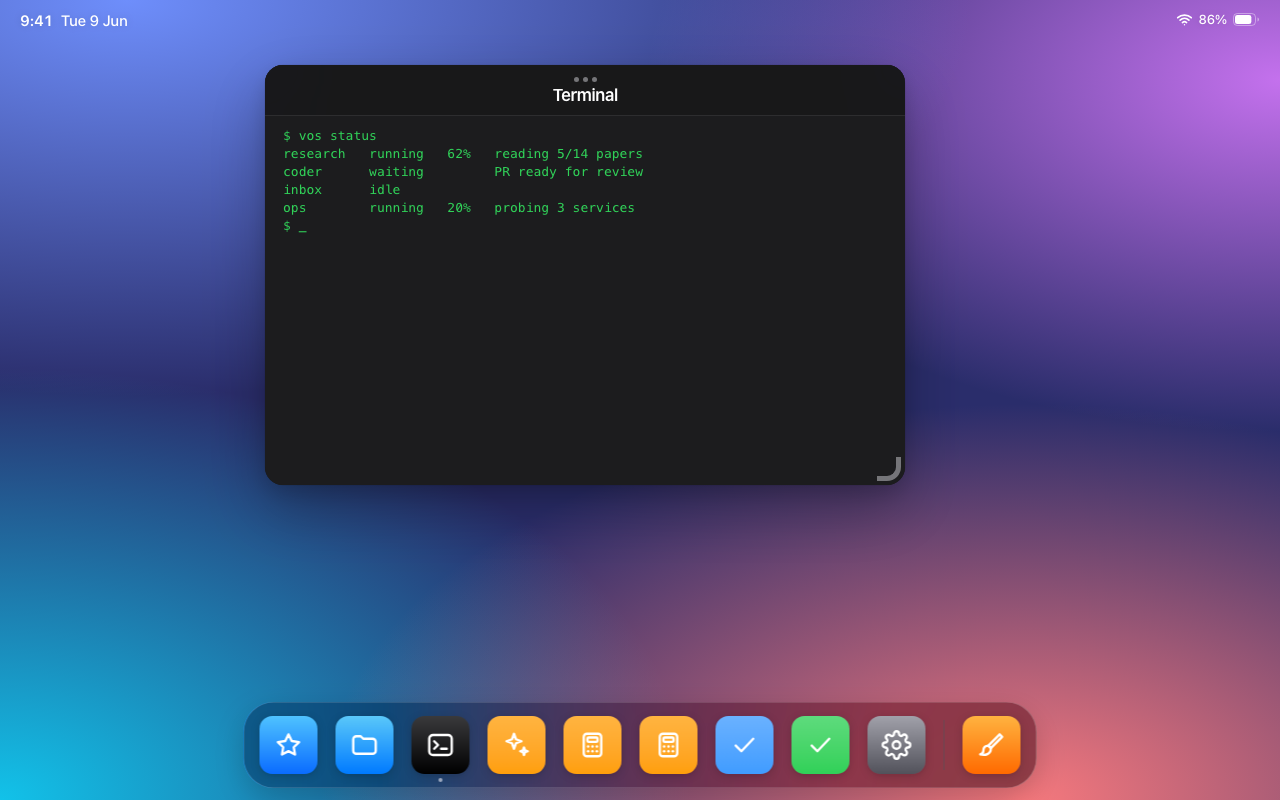 9:41 Tue 9 Jun
86%
Terminal
$ vos status
research running 62% reading 5/14 papers
coder waiting PR ready for review
inbox idle
ops running 20% probing 3 services
$ _